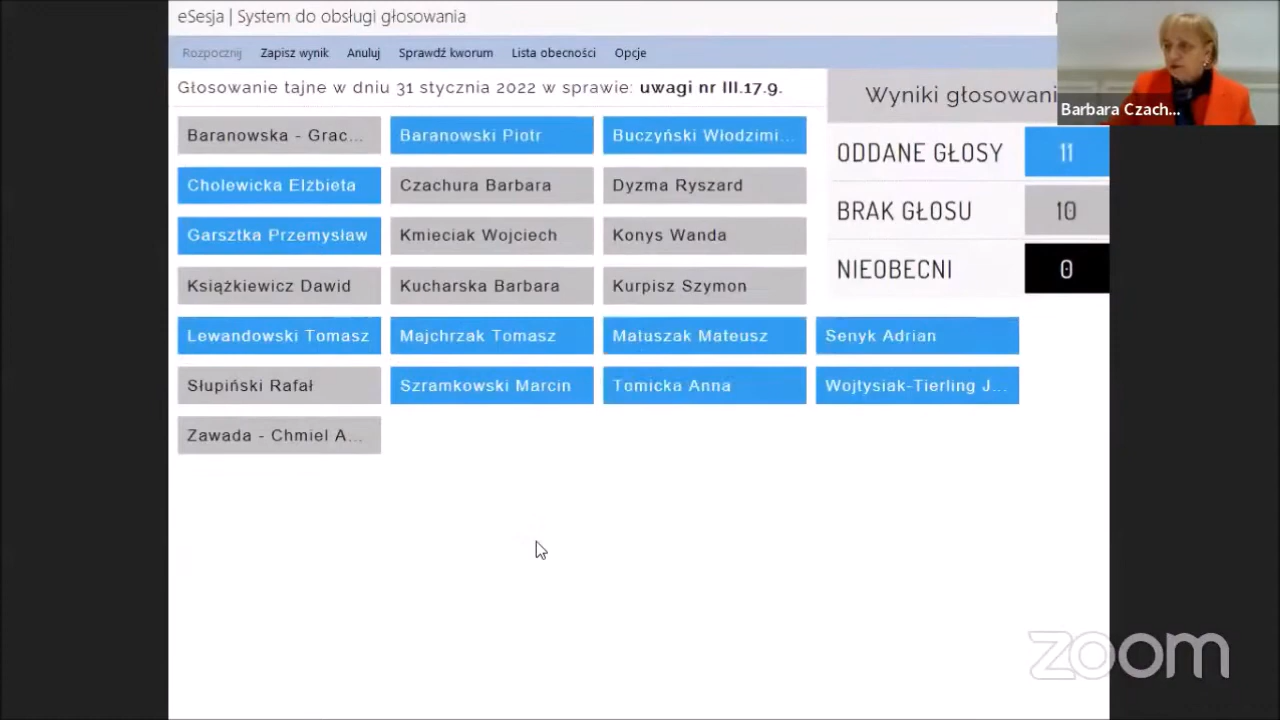 eSesja | System do obsługi głosowania
Rozpocznij Zapisz wynik Anuluj Sprawdź kworum Lista obecności Opcje
Głosowanie tajne w dniu 31 stycznia 2022 w sprawie: uwagi nr III.17.9.
Wyniki głosowani
Barbara Czach...
Baranowska - Grac... Baranowski Piotr Buczyński Włodzimi...
ODDANE GŁOSY 11
Cholewicka Elżbieta Czachura Barbara Dyzma Ryszard
BRAK GŁOSU 10
Garsztka Przemysław Kmieciak Wojciech Konys Wanda
NIEOBECNI 0
Książkiewicz Dawid Kucharska Barbara Kurpisz Szymon
Lewandowski Tomasz Majchrzak Tomasz Matuszak Mateusz Senyk Adrian
Słupiński Rafał Szramkowski Marcin Tomicka Anna Wojtysiak-Tierling J...
Zawada - Chmiel A...
zoom